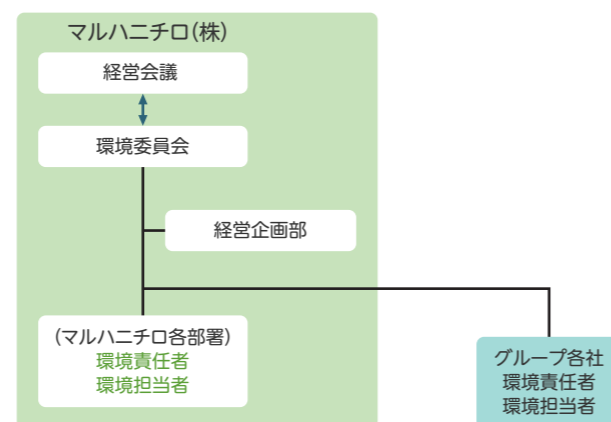 マルハニチロ(株)
経営会議
環境委員会
経営企画部
(マルハニチロ各部署)
環境責任者
環境担当者
グループ各社
環境責任者
環境担当者